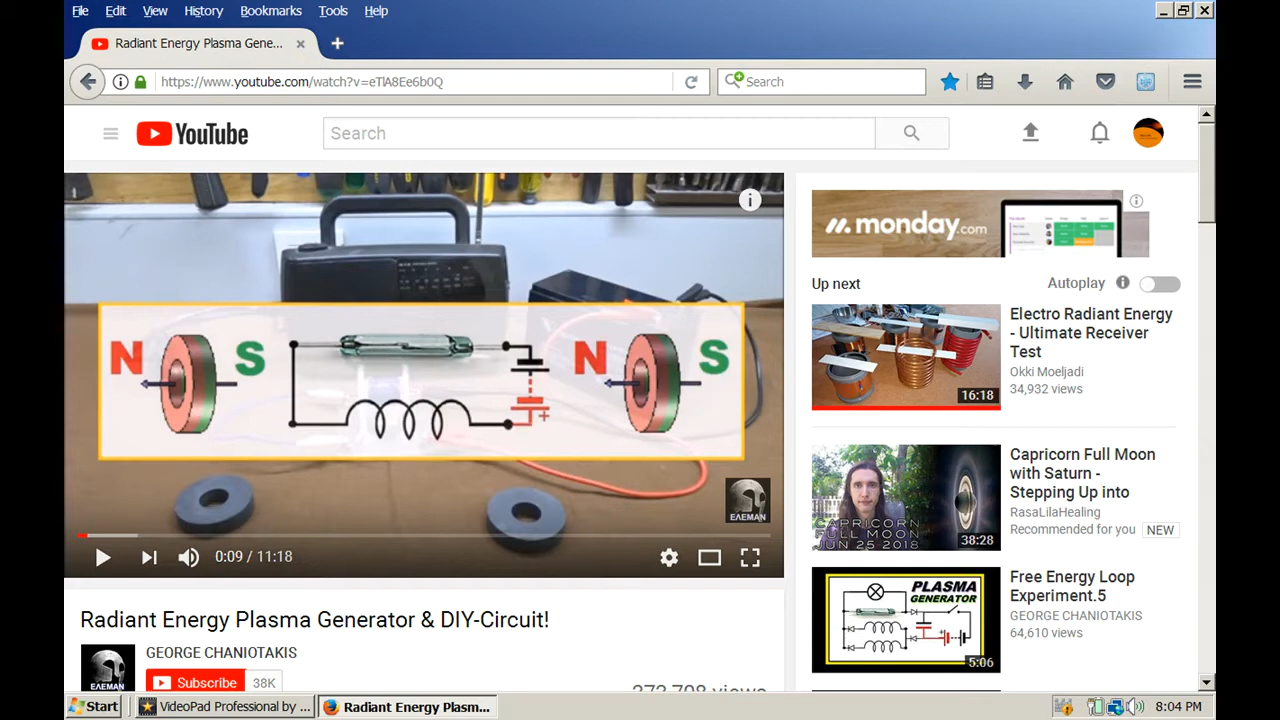 File Edit View History Bookmarks Tools Help
Radiant Energy Plasma Gene...
https://www.youtube.com/watch?v=eTlA8Ee6b0Q
Search
YouTube
Search
monday.com
Up next
Autoplay
N S
N S
+
ΕΛΕΜΑΝ
0:09 / 11:18
Electro Radiant Energy
- Ultimate Receiver
Test
Okki Moeljadi
34,932 views
16:18
Capricorn Full Moon
with Saturn -
Stepping Up into
RasaLilaHealing
Recommended for you NEW
CAPRICORN
FULL MOON
JUN 25 2018
38:28
Free Energy Loop
Experiment.5
GEORGE CHANIOTAKIS
64,610 views
PLASMA
GENERATOR
5:06
Radiant Energy Plasma Generator & DIY-Circuit!
GEORGE CHANIOTAKIS
ΕΛΕΜΑΝ
Subscribe 38K
373,708 views
Start
VideoPad Professional by ...
Radiant Energy Plasm...
8:04 PM